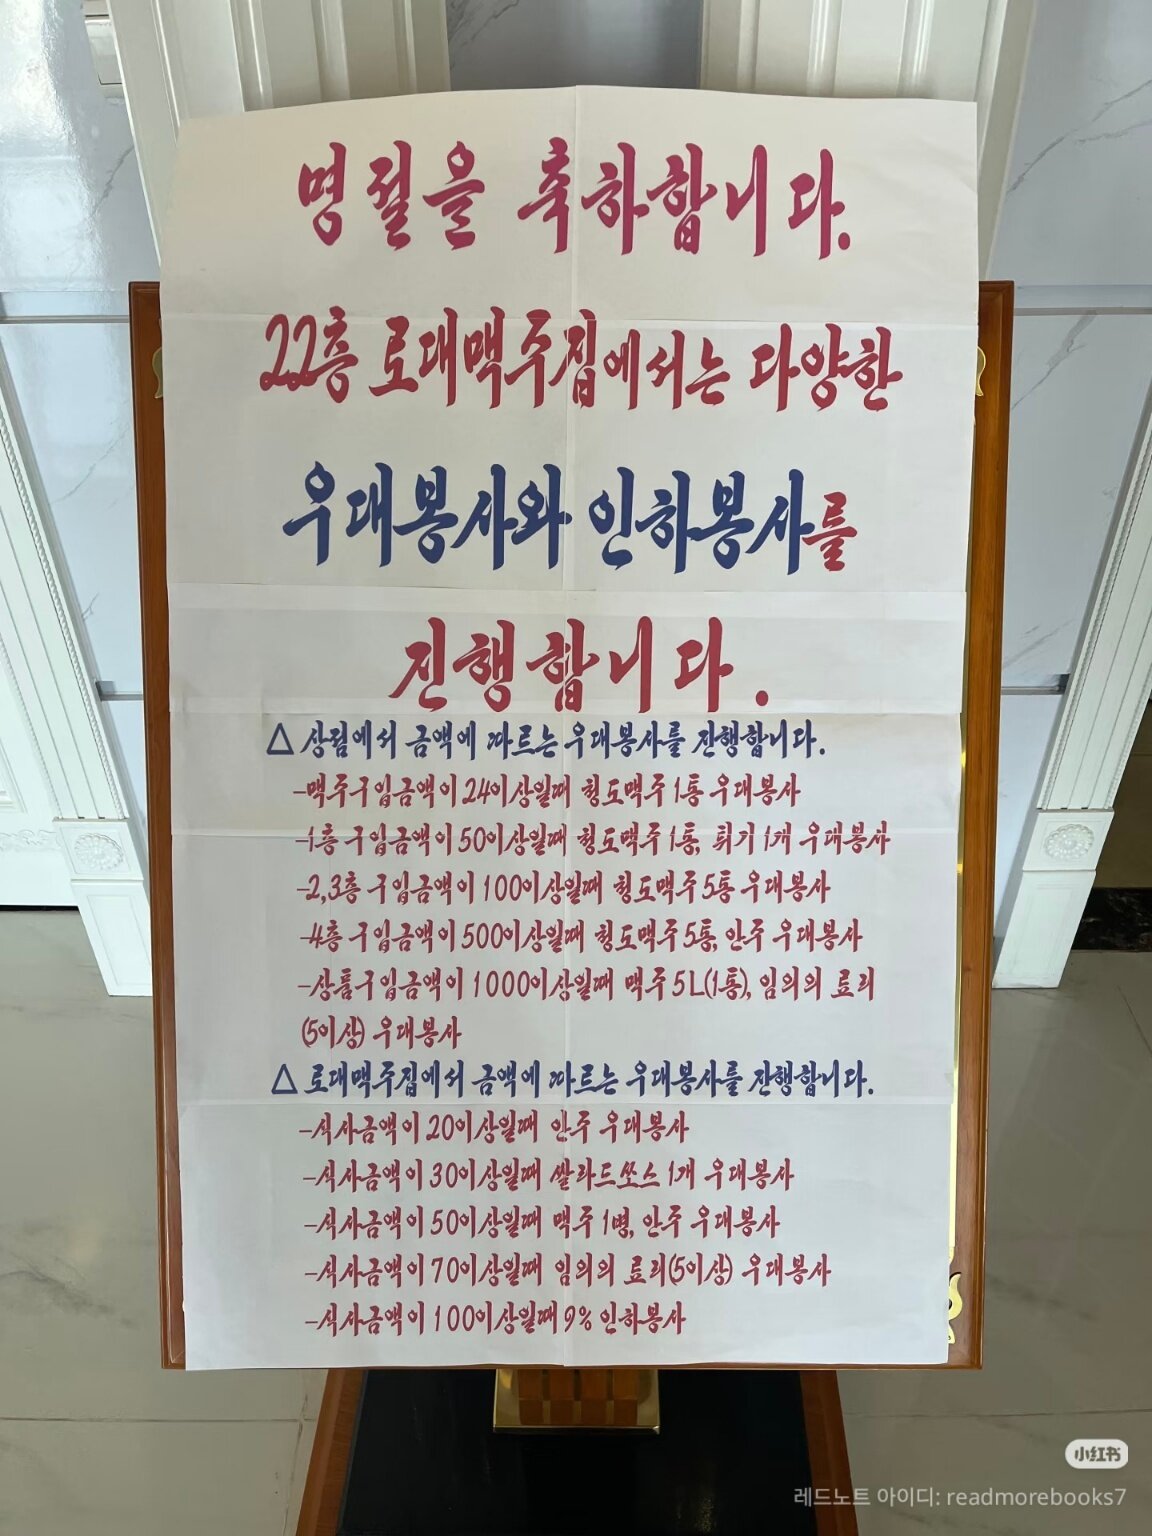 명절을 축하합니다.
22층 로대맥주집에서는 다양한
우대봉사와 인하봉사를
진행합니다.
△ 상점에서 금액에 따르는 우대봉사를 진행합니다.
-맥주구입금액이 24이상일때 청도맥주 1통 우대봉사
-1층 구입금액이 50이상일때 청도맥주 1통, 튀기 1개 우대봉사
-2,3층 구입금액이 100이상일때 청도맥주 5통 우대봉사
-4층 구입금액이 500이상일때 청도맥주 5통, 안주 우대봉사
-상품구입금액이 1000이상일때 맥주 5L(1통), 임의의 료리
(5이상) 우대봉사
△ 로대맥주집에서 금액에 따르는 우대봉사를 진행합니다.
-식사금액이 20이상일때 안주 우대봉사
-식사금액이 30이상일때 쌀라드쏘스 1개 우대봉사
-식사금액이 50이상일때 맥주 1병, 안주 우대봉사
-식사금액이 70이상일때 임의의 료리(5이상) 우대봉사
-식사금액이 100이상일때 9% 인하봉사
小红书
레드노트 아이디: readmorebooks7